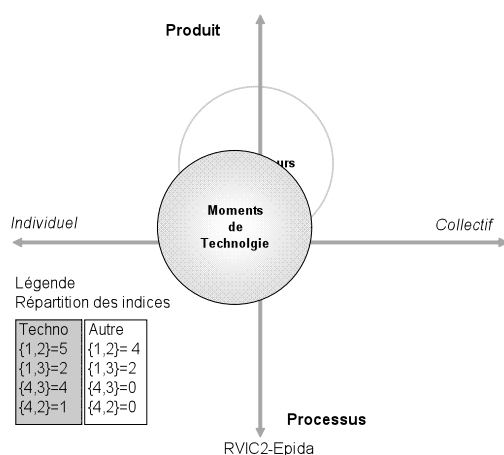 Produit
Moments
de
Technolgie
Individuel
Collectif
Légende
Répartition des indices
Techno
{1,2}=5
{1,3}=2
{4,3}=4
{4,2}=1
Autre
{1,2}= 4
{1,3}=2
{4,3}=0
{4,2}=0
Processus
RVIC2-Epida